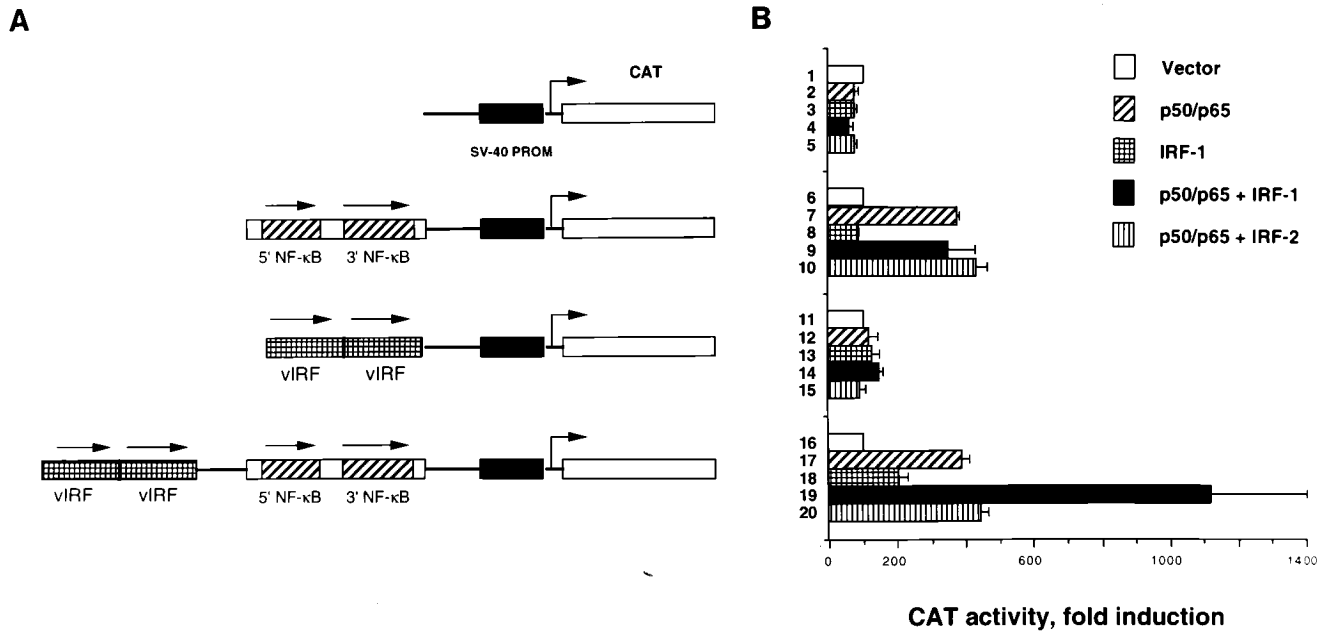 A
CAT
SV-40 PROM
5' NF-κB 3' NF-κB
vIRF vIRF
vIRF vIRF 5' NF-κB 3' NF-κB
B
1
2
3
4
5
6
7
8
9
10
11
12
13
14
15
16
17
18
19
20
0 200 600 1000 1400
CAT activity, fold induction
Vector
p50/p65
IRF-1
p50/p65 + IRF-1
p50/p65 + IRF-2